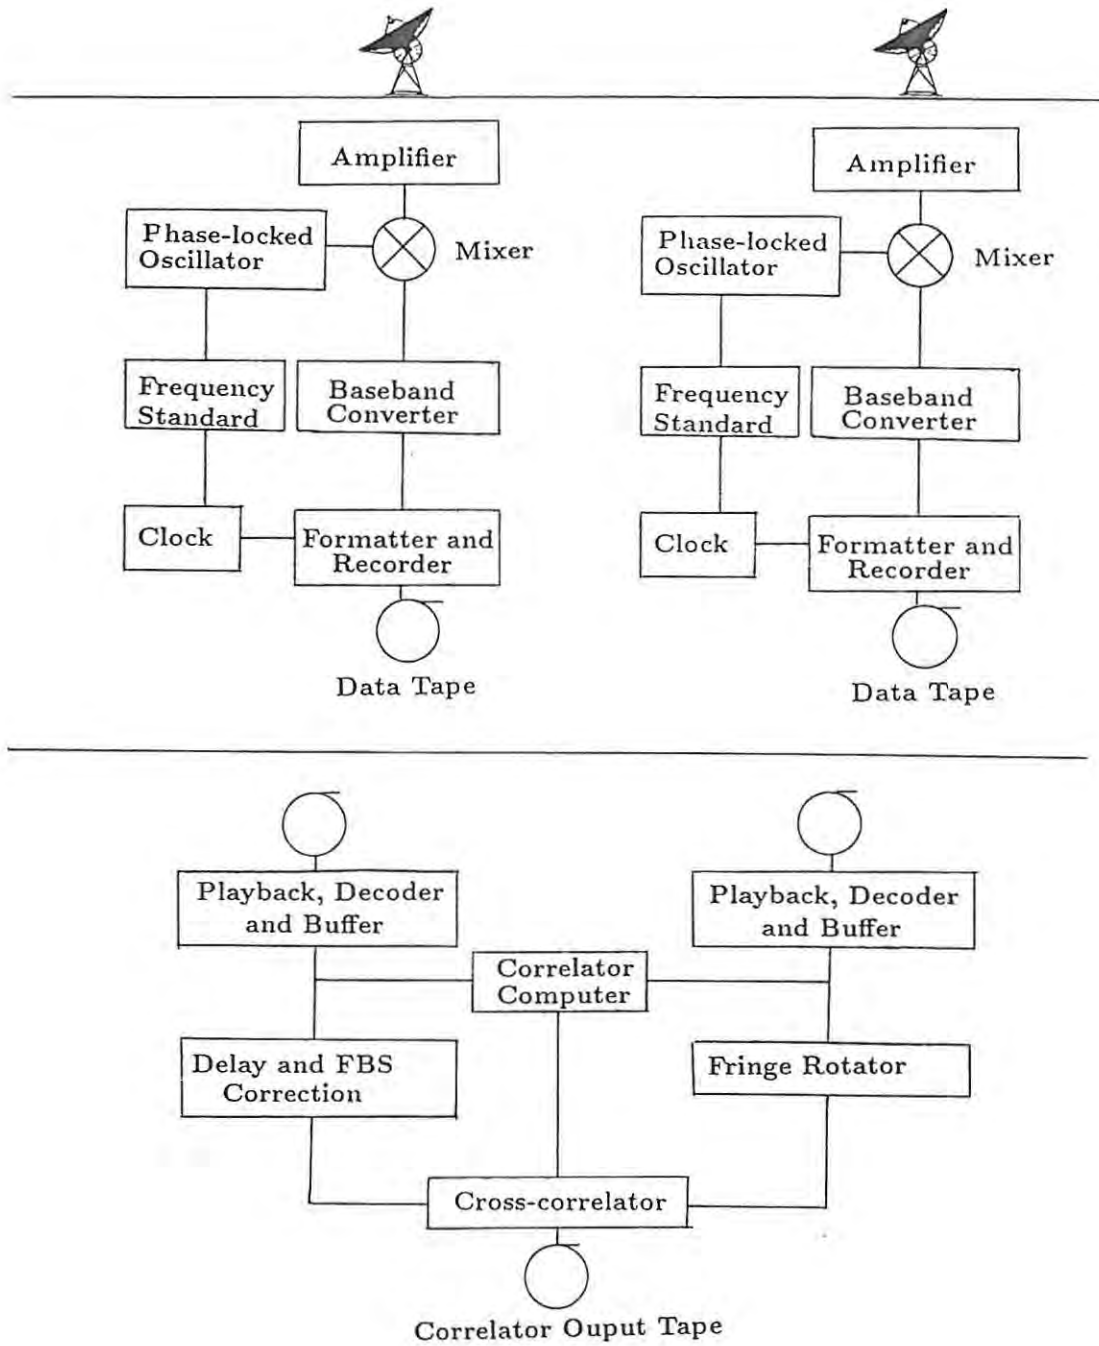 Amplifier
Phase-locked
Oscillator
Mixer
Frequency
Standard
Baseband
Converter
Clock
Formatter and
Recorder
Data Tape
Amplifier
Phase-locked
Oscillator
Mixer
Frequency
Standard
Baseband
Converter
Clock
Formatter and
Recorder
Data Tape
Playback, Decoder
and Buffer
Playback, Decoder
and Buffer
Correlator
Computer
Delay and FBS
Correction
Fringe Rotator
Cross-correlator
Correlator Ouput Tape